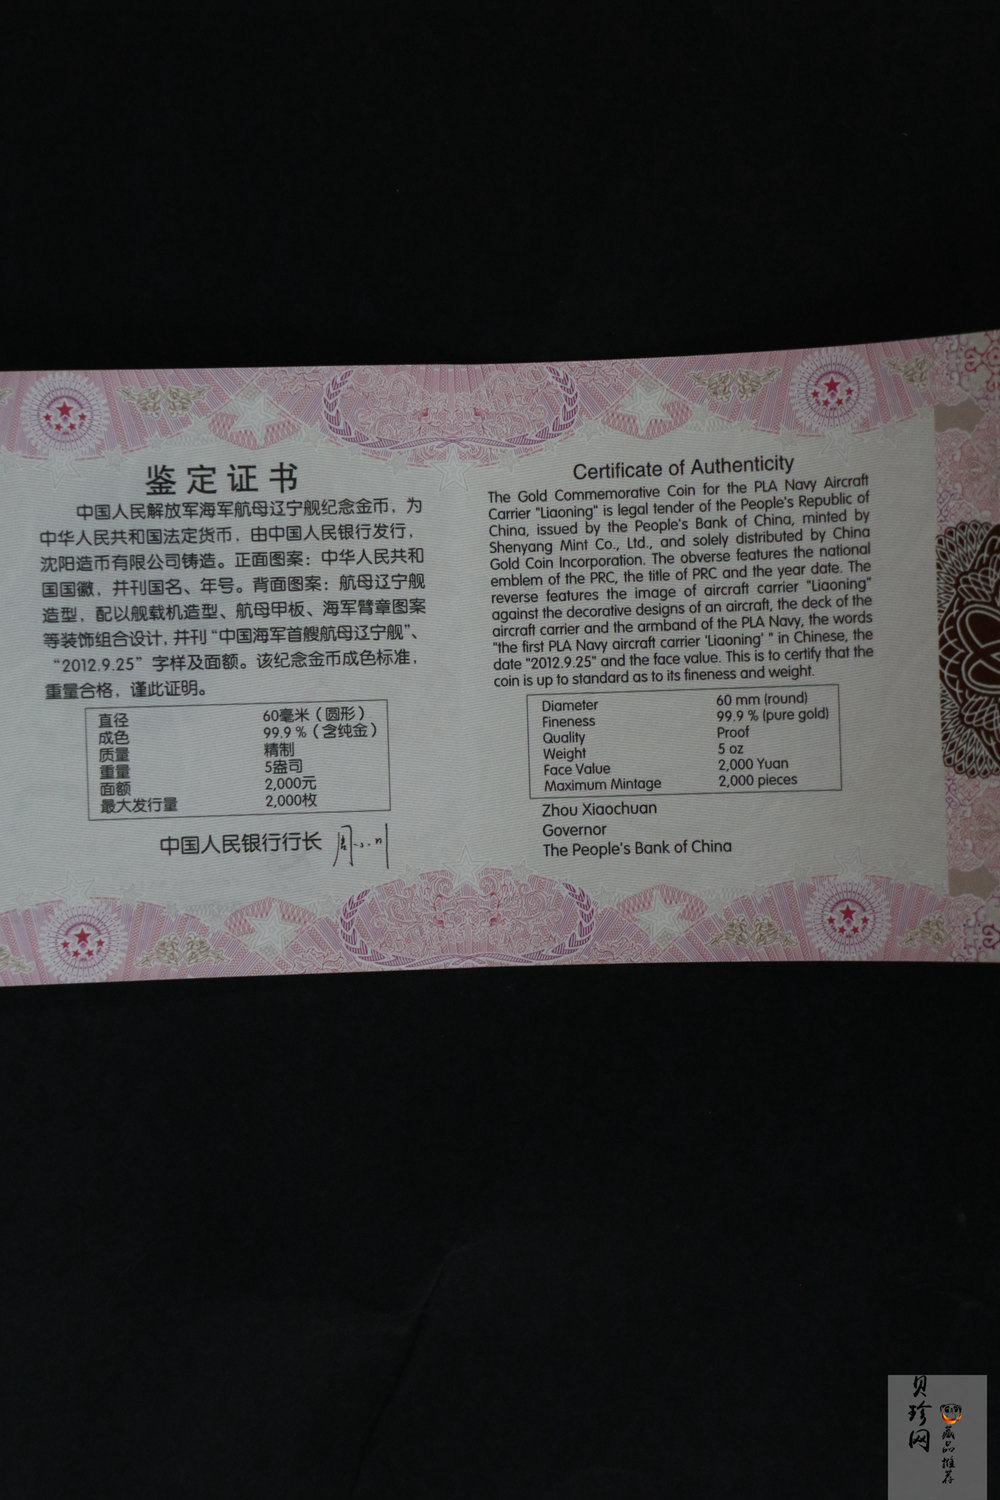 鉴定证书
中国人民解放军海军航母辽宁舰纪念金币，为
中华人民共和国法定货币，由中国人民银行发行，
沈阳造币有限公司铸造。正面图案：中华人民共和
国国徽，并刊国名、年号。背面图案：航母辽宁舰
造型，配以舰载机造型、航母甲板、海军臂章图案
等装饰组合设计，并刊“中国海军首艘航母辽宁舰”、
“2012.9.25”字样及面额。该纪念金币成色标准，
重量合格，谨此证明。
直径 60毫米（圆形）
成色 99.9％（含纯金）
质量 精制
重量 5盎司
面额 2,000元
最大发行量 2,000枚
中国人民银行行长 周小川
Certificate of Authenticity
The Gold Commemorative Coin for the PLA Navy Aircraft
Carrier "Liaoning" is legal tender of the People's Republic of
China, issued by the People's Bank of China, minted by
Shenyang Mint Co., Ltd., and solely distributed by China
Gold Coin Incorporation. The obverse features the national
emblem of the PRC, the title of PRC and the year date. The
reverse features the image of aircraft carrier "Liaoning"
against the decorative designs of an aircraft, the deck of the
aircraft carrier and the armband of the PLA Navy, the words
"the first PLA Navy aircraft carrier 'Liaoning' " in Chinese, the
date "2012.9.25" and the face value. This is to certify that the
coin is up to standard as to its fineness and weight.
Diameter 60 mm (round)
Fineness 99.9 % (pure gold)
Quality Proof
Weight 5 oz
Face Value 2,000 Yuan
Maximum Mintage 2,000 pieces
Zhou Xiaochuan
Governor
The People's Bank of China
贝珍网
藏品推荐